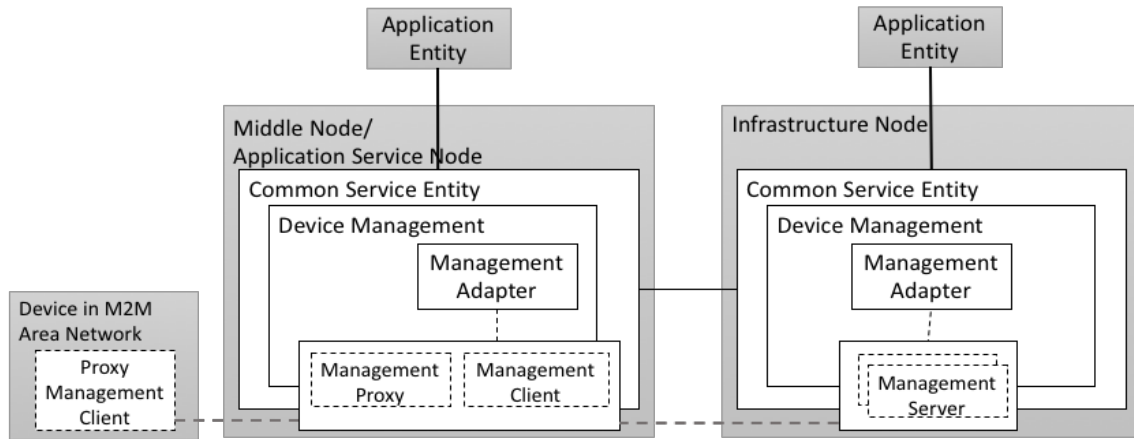 Application
Entity
Application
Entity
Middle Node/
Application Service Node
Common Service Entity
Device Management
Management
Adapter
Management
Proxy
Management
Client
Infrastructure Node
Common Service Entity
Device Management
Management
Adapter
Management
Server
Device in M2M
Area Network
Proxy
Management
Client